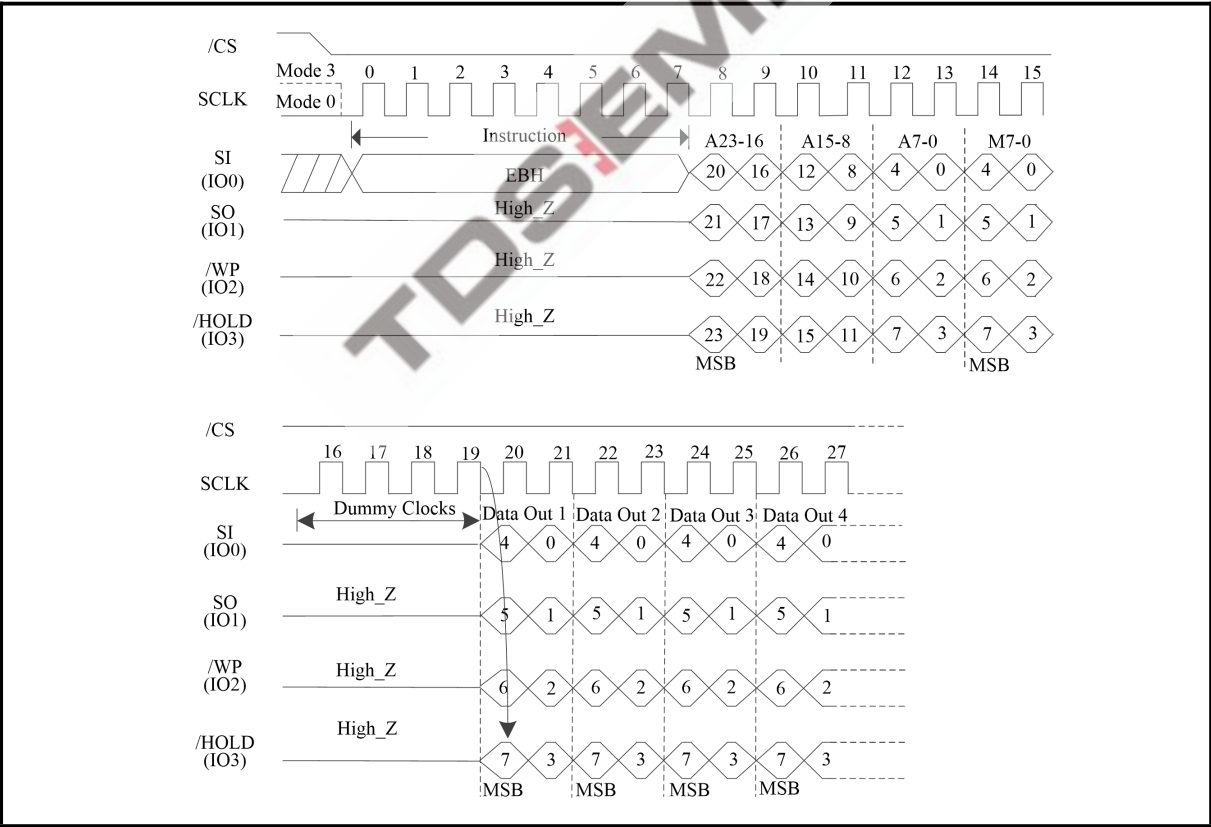 /CS
Mode 3 0 1 2 3 4 5 6 7 8 9 10 11 12 13 14 15
SCLK Mode 0
Instruction A23-16 A15-8 A7-0 M7-0
SI (IO0) EBH 20 16 12 8 4 0 4 0
SO (IO1) High_Z 21 17 13 9 5 1 5 1
/WP (IO2) High_Z 22 18 14 10 6 2 6 2
/HOLD (IO3) High_Z 23 19 15 11 7 3 7 3
MSB MSB
TDSEMI
/CS
16 17 18 19 20 21 22 23 24 25 26 27
SCLK
Dummy Clocks Data Out 1 Data Out 2 Data Out 3 Data Out 4
SI (IO0) 4 0 4 0 4 0 4 0
SO (IO1) High_Z 5 1 5 1 5 1 5 1
/WP (IO2) High_Z 6 2 6 2 6 2 6 2
/HOLD (IO3) High_Z 7 3 7 3 7 3 7 3
MSB MSB MSB MSB